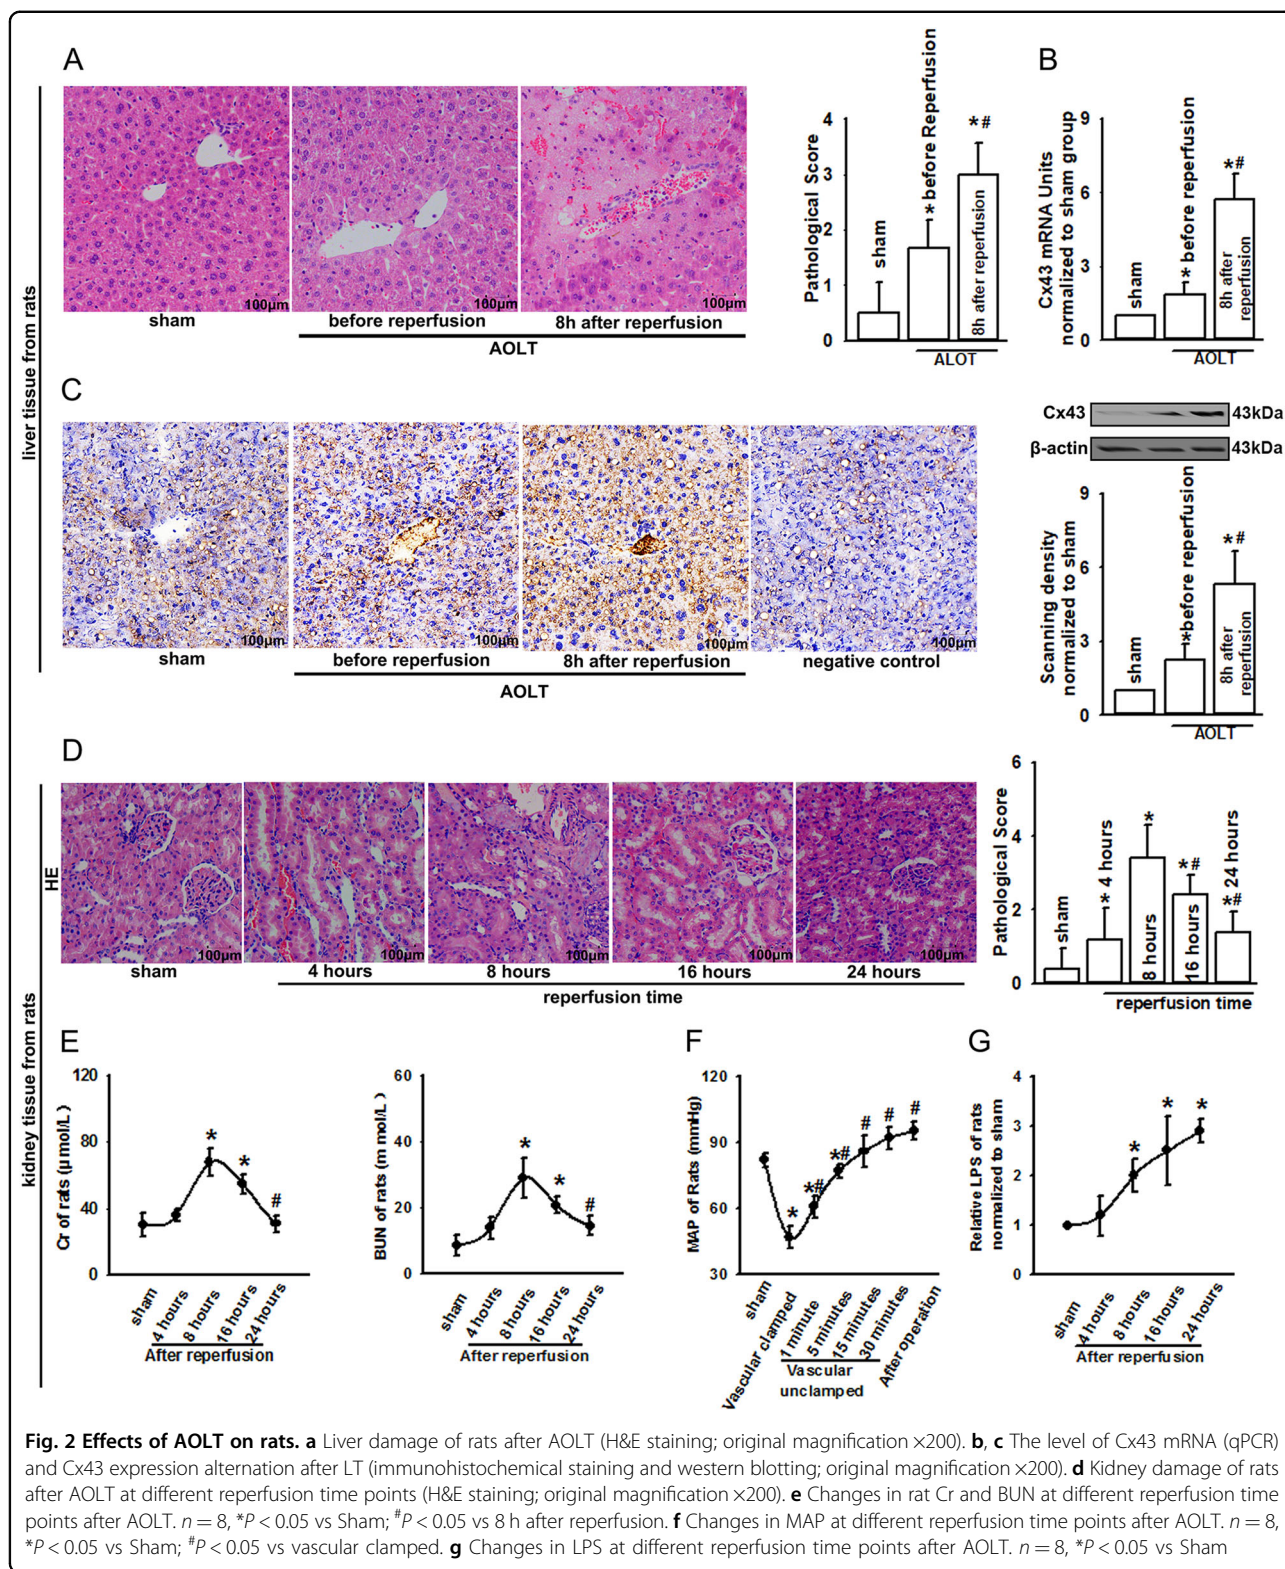 A
B
liver tissue from rats
100μm
100μm
100μm
sham
before reperfusion
8h after reperfusion
AOLT
Pathological Score
4
3
2
1
0
sham
* before Reperfusion
*#
8h after reperfusion
ALOT
Cx43 mRNA Units
normalized to sham group
9
6
3
0
sham
* before reperfusion
*#
8h after
reperfusion
AOLT
C
100μm
100μm
100μm
100μm
sham
before reperfusion
8h after reperfusion
negative control
AOLT
Cx43 43kDa
β-actin 43kDa
Scanning density
normalized to sham
9
6
3
0
sham
*before reperfusion
*#
8h after
reperfusion
AOLT
D
kidney tissue from rats
HE
100μm
100μm
100μm
100μm
100μm
sham
4 hours
8 hours
16 hours
24 hours
reperfusion time
Pathological Score
6
4
2
0
sham
* 4 hours
*
8 hours
*#
16 hours
*# 24 hours
reperfusion time
E
Cr of rats (μ mol/L)
120
80
40
0
*
*
#
sham
4 hours
8 hours
16 hours
24 hours
After reperfusion
BUN of rats (m mol/L)
60
40
20
0
*
*
#
sham
4 hours
8 hours
16 hours
24 hours
After reperfusion
F
MAP of Rats (mmHg)
120
90
60
30
*
*#
*#
#
#
#
sham
Vascular clamped
1 minute
5 minutes
15 minutes
30 minutes
After operation
Vascular
unclamped
G
Relative LPS of rats
normalized to sham
4
3
2
1
0
*
*
*
sham
4 hours
8 hours
16 hours
24 hours
After reperfusion
Fig. 2 Effects of AOLT on rats. a Liver damage of rats after AOLT (H&E staining; original magnification ×200). b, c The level of Cx43 mRNA (qPCR)
and Cx43 expression alternation after LT (immunohistochemical staining and western blotting; original magnification ×200). d Kidney damage of rats
after AOLT at different reperfusion time points (H&E staining; original magnification ×200). e Changes in rat Cr and BUN at different reperfusion time
points after AOLT. n = 8, *P < 0.05 vs Sham; #P < 0.05 vs 8 h after reperfusion. f Changes in MAP at different reperfusion time points after AOLT. n = 8,
*P < 0.05 vs Sham; #P < 0.05 vs vascular clamped. g Changes in LPS at different reperfusion time points after AOLT. n = 8, *P < 0.05 vs Sham